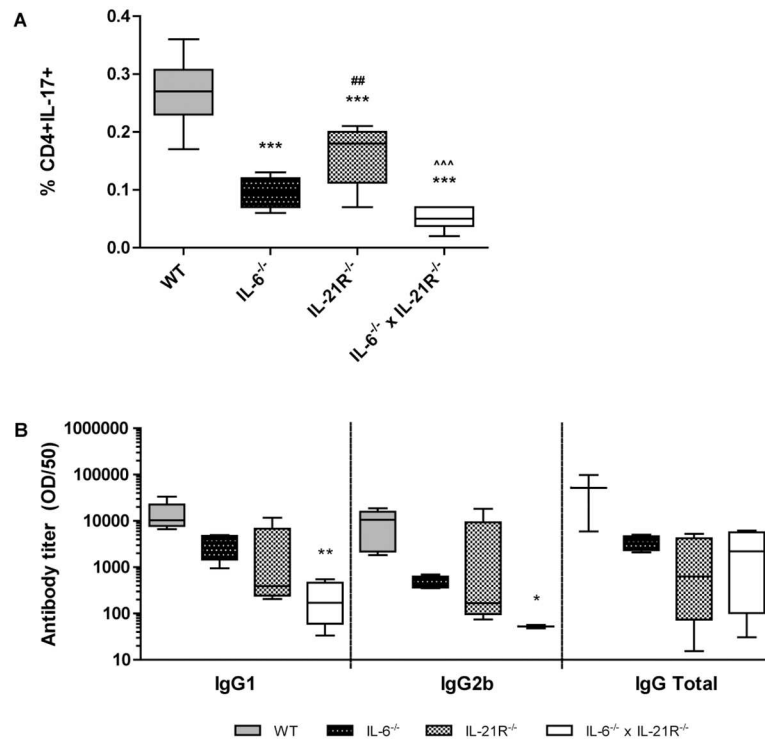 A
% CD4+IL-17+
0.4
0.3
0.2
0.1
0.0
***
##
***
^^^
***
WT
IL-6-/-
IL-21R-/-
IL-6-/- x IL-21R-/-
B
Antibody titer (OD/50)
1000000
100000
10000
1000
100
10
**
*
IgG1
IgG2b
IgG Total
WT
IL-6-/-
IL-21R-/-
IL-6-/- x IL-21R-/-